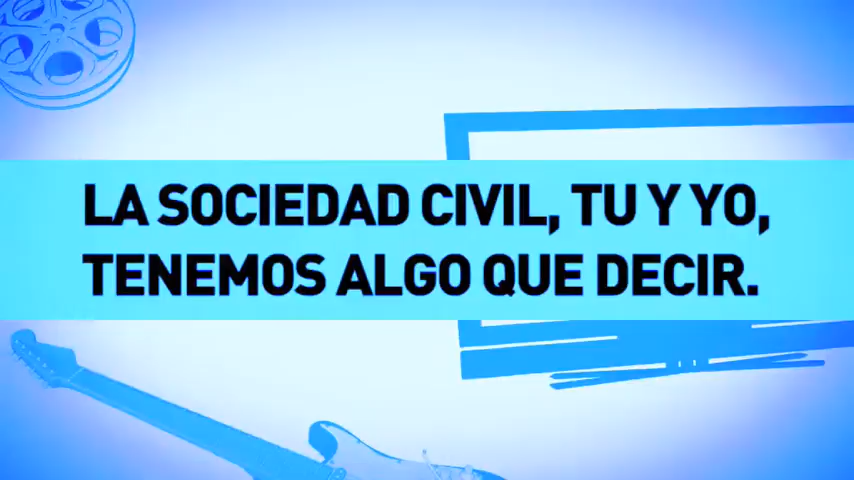 LA SOCIEDAD CIVIL, TU Y YO,
TENEMOS ALGO QUE DECIR.